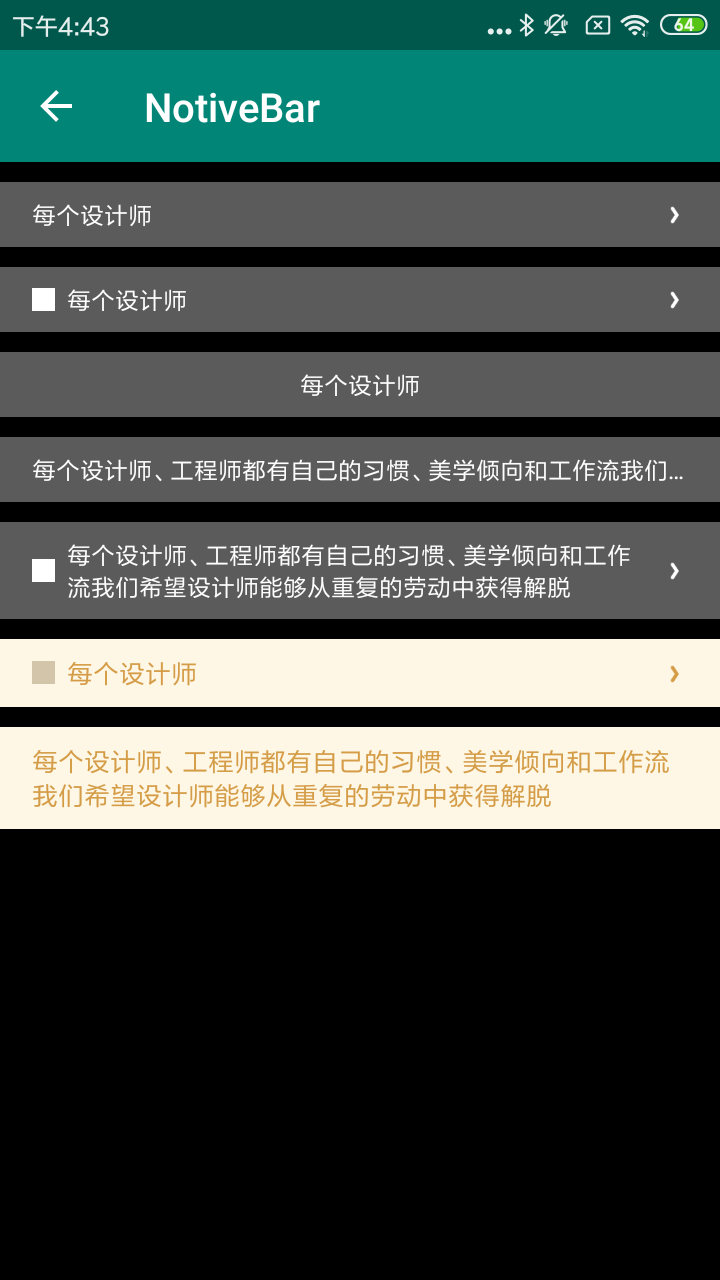 下午4:43
64
NotiveBar
每个设计师
每个设计师
每个设计师
每个设计师、工程师都有自己的习惯、美学倾向和工作流我们...
每个设计师、工程师都有自己的习惯、美学倾向和工作
流我们希望设计师能够从重复的劳动中获得解脱
每个设计师
每个设计师、工程师都有自己的习惯、美学倾向和工作流
我们希望设计师能够从重复的劳动中获得解脱